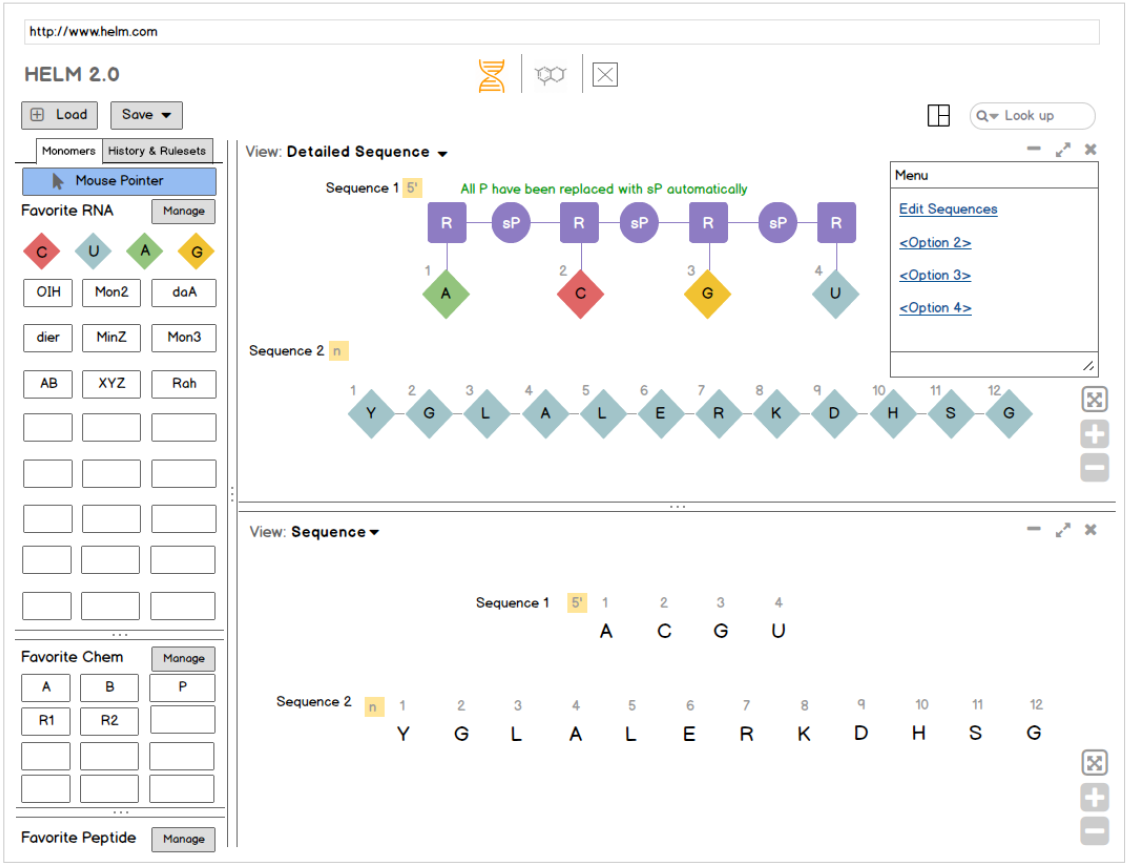 http://www.helm.com
HELM 2.0
Load
Save
Look up
Monomers
History & Rulesets
Mouse Pointer
Favorite RNA
Manage
C U A G
OIH Mon2 daA
dier MinZ Mon3
AB XYZ Rah
Favorite Chem
Manage
A B P
R1 R2
Favorite Peptide
Manage
View: Detailed Sequence
Sequence 1 5'
All P have been replaced with sP automatically
R sP R sP R sP R
1 2 3 4
A C G U
Sequence 2 n
1 2 3 4 5 6 7 8 9 10 11 12
Y G L A L E R K D H S G
Menu
Edit Sequences
<Option 2>
<Option 3>
<Option 4>
View: Sequence
Sequence 1 5' 1 2 3 4
A C G U
Sequence 2 n 1 2 3 4 5 6 7 8 9 10 11 12
Y G L A L E R K D H S G